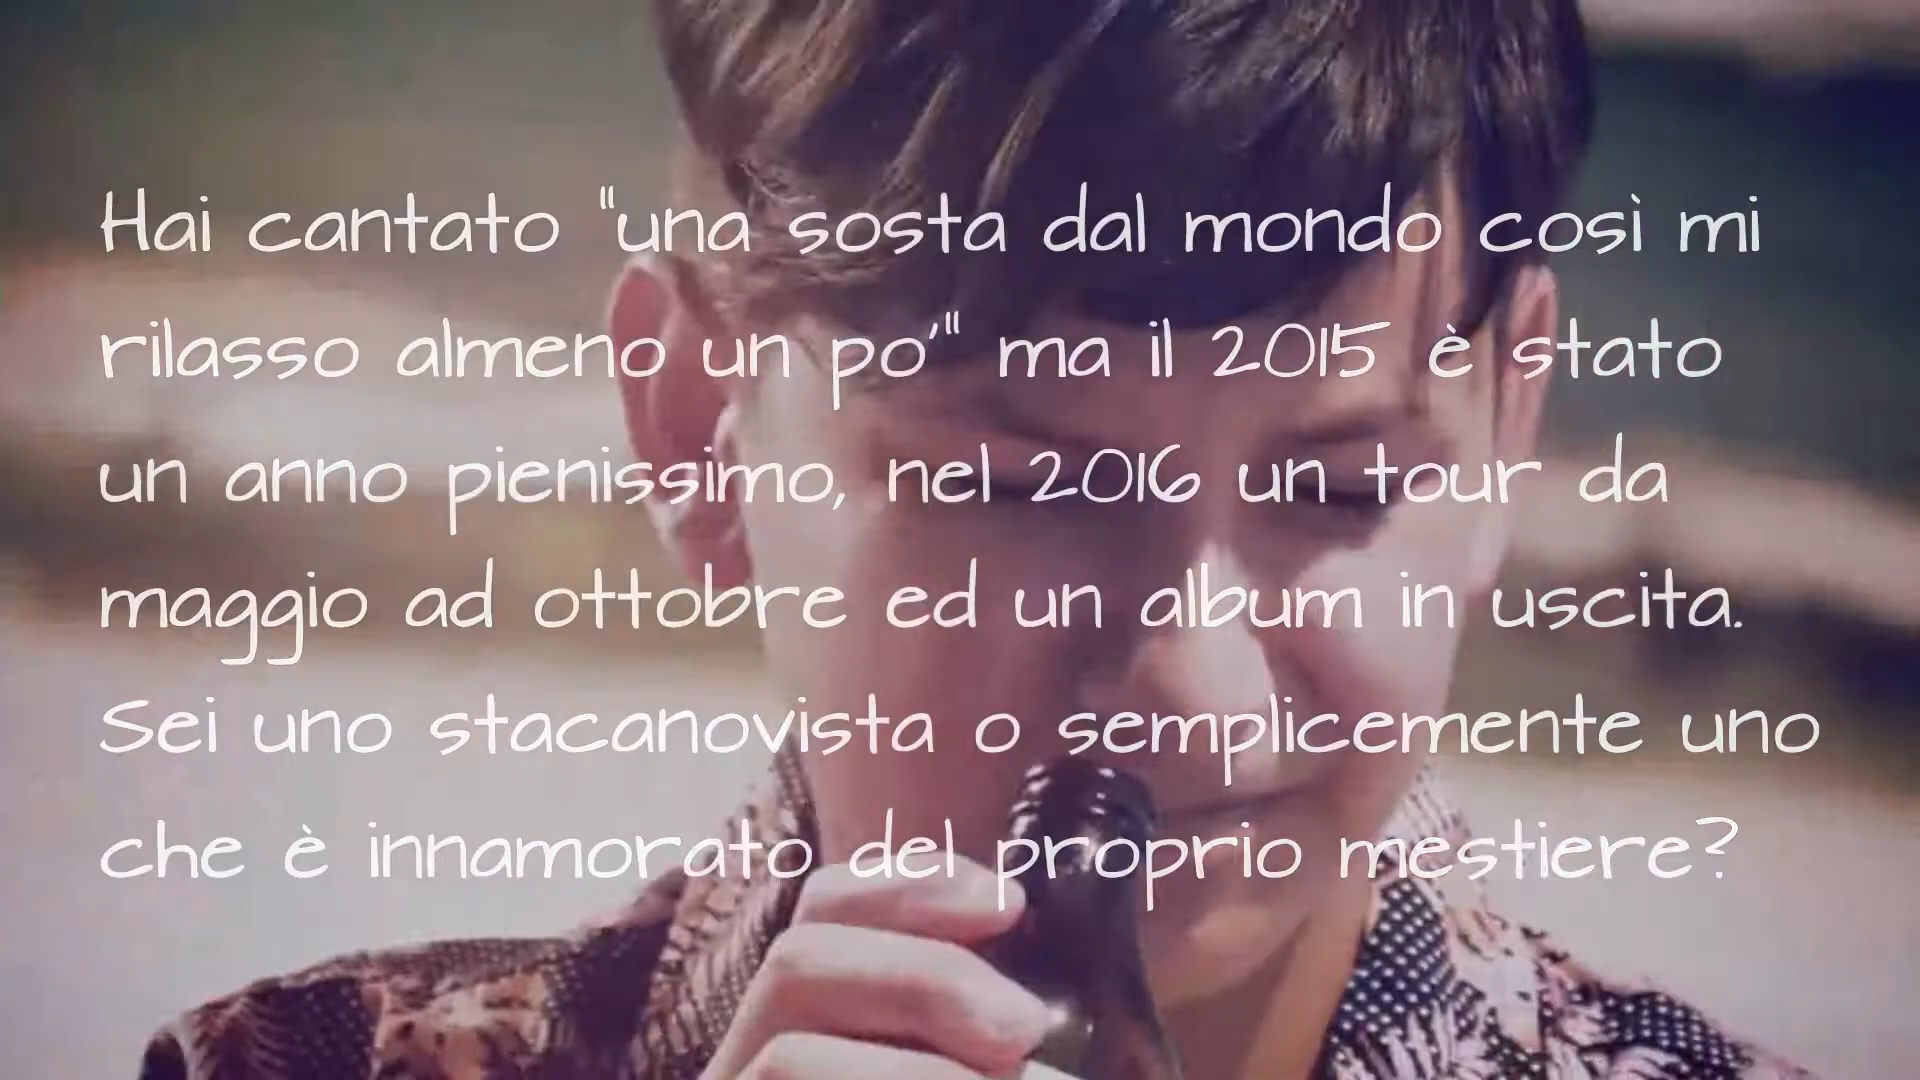 Hai cantato "una sosta dal mondo così mi
rilasso almeno un po'" ma il 2015 è stato
un anno pienissimo, nel 2016 un tour da
maggio ad ottobre ed un album in uscita.
Sei uno stacanovista o semplicemente uno
che è innamorato del proprio mestiere?